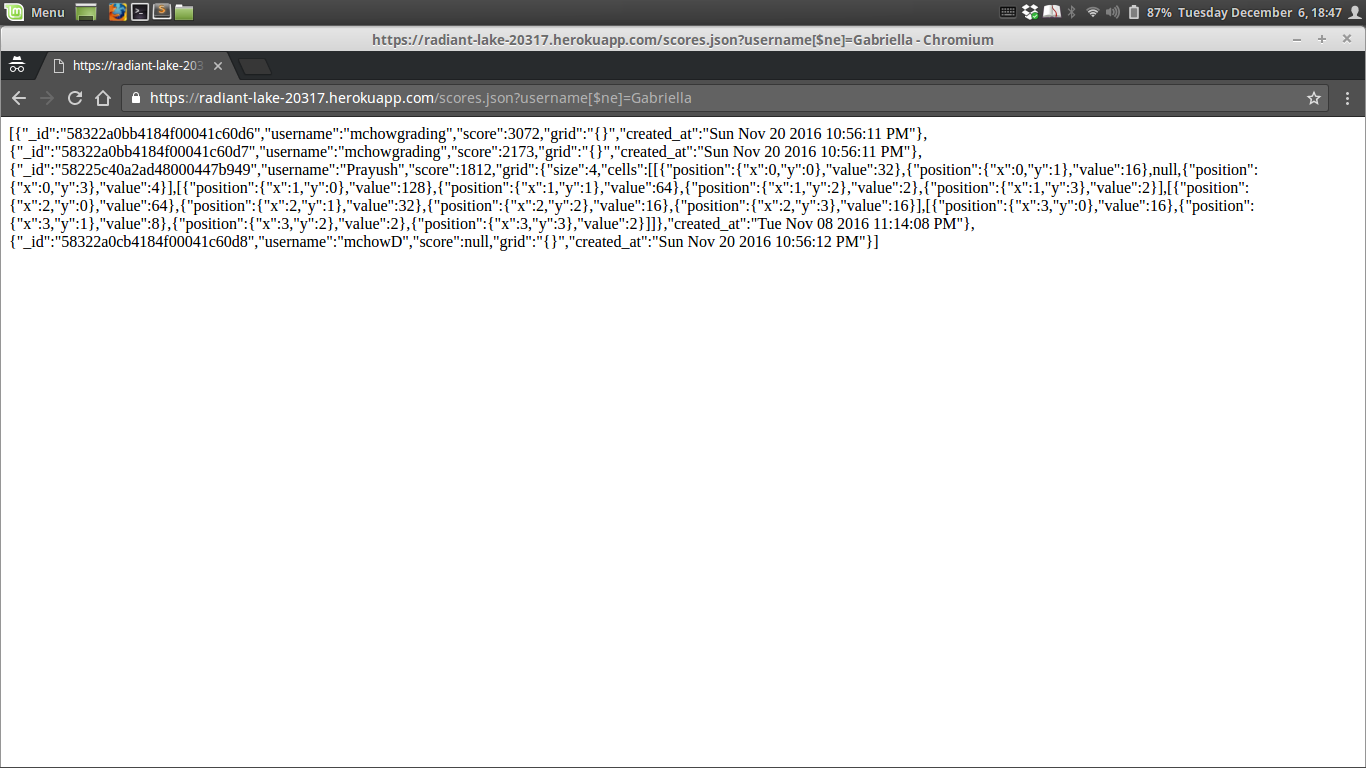 Menu
87% Tuesday December 6, 18:47
https://radiant-lake-20317.herokuapp.com/scores.json?username[$ne]=Gabriella - Chromium
https://radiant-lake-203
https://radiant-lake-20317.herokuapp.com/scores.json?username[$ne]=Gabriella
[{"_id":"58322a0bb4184f00041c60d6","username":"mchowgrading","score":3072,"grid":"{}","created_at":"Sun Nov 20 2016 10:56:11 PM"},
{"_id":"58322a0bb4184f00041c60d7","username":"mchowgrading","score":2173,"grid":"{}","created_at":"Sun Nov 20 2016 10:56:11 PM"},
{"_id":"58225c40a2ad48000447b949","username":"Prayush","score":1812,"grid":{"size":4,"cells":[[{"position":{"x":0,"y":0},"value":32},{"position":{"x":0,"y":1},"value":16},null,{"position":
{"x":0,"y":3},"value":4}],[{"position":{"x":1,"y":0},"value":128},{"position":{"x":1,"y":1},"value":64},{"position":{"x":1,"y":2},"value":2},{"position":{"x":1,"y":3},"value":2}],[{"position":
{"x":2,"y":0},"value":64},{"position":{"x":2,"y":1},"value":32},{"position":{"x":2,"y":2},"value":16},{"position":{"x":2,"y":3},"value":16}],[{"position":{"x":3,"y":0},"value":16},{"position":
{"x":3,"y":1},"value":8},{"position":{"x":3,"y":2},"value":2},{"position":{"x":3,"y":3},"value":2}]]},"created_at":"Tue Nov 08 2016 11:14:08 PM"},
{"_id":"58322a0cb4184f00041c60d8","username":"mchowD","score":null,"grid":"{}","created_at":"Sun Nov 20 2016 10:56:12 PM"}]